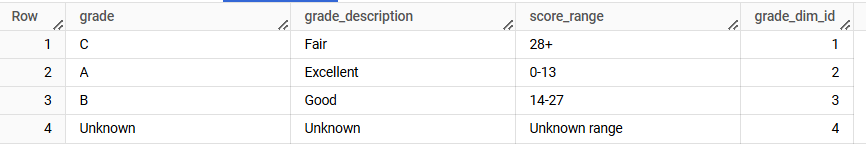 Row grade grade_description score_range grade_dim_id
1 C Fair 28+ 1
2 A Excellent 0-13 2
3 B Good 14-27 3
4 Unknown Unknown Unknown range 4